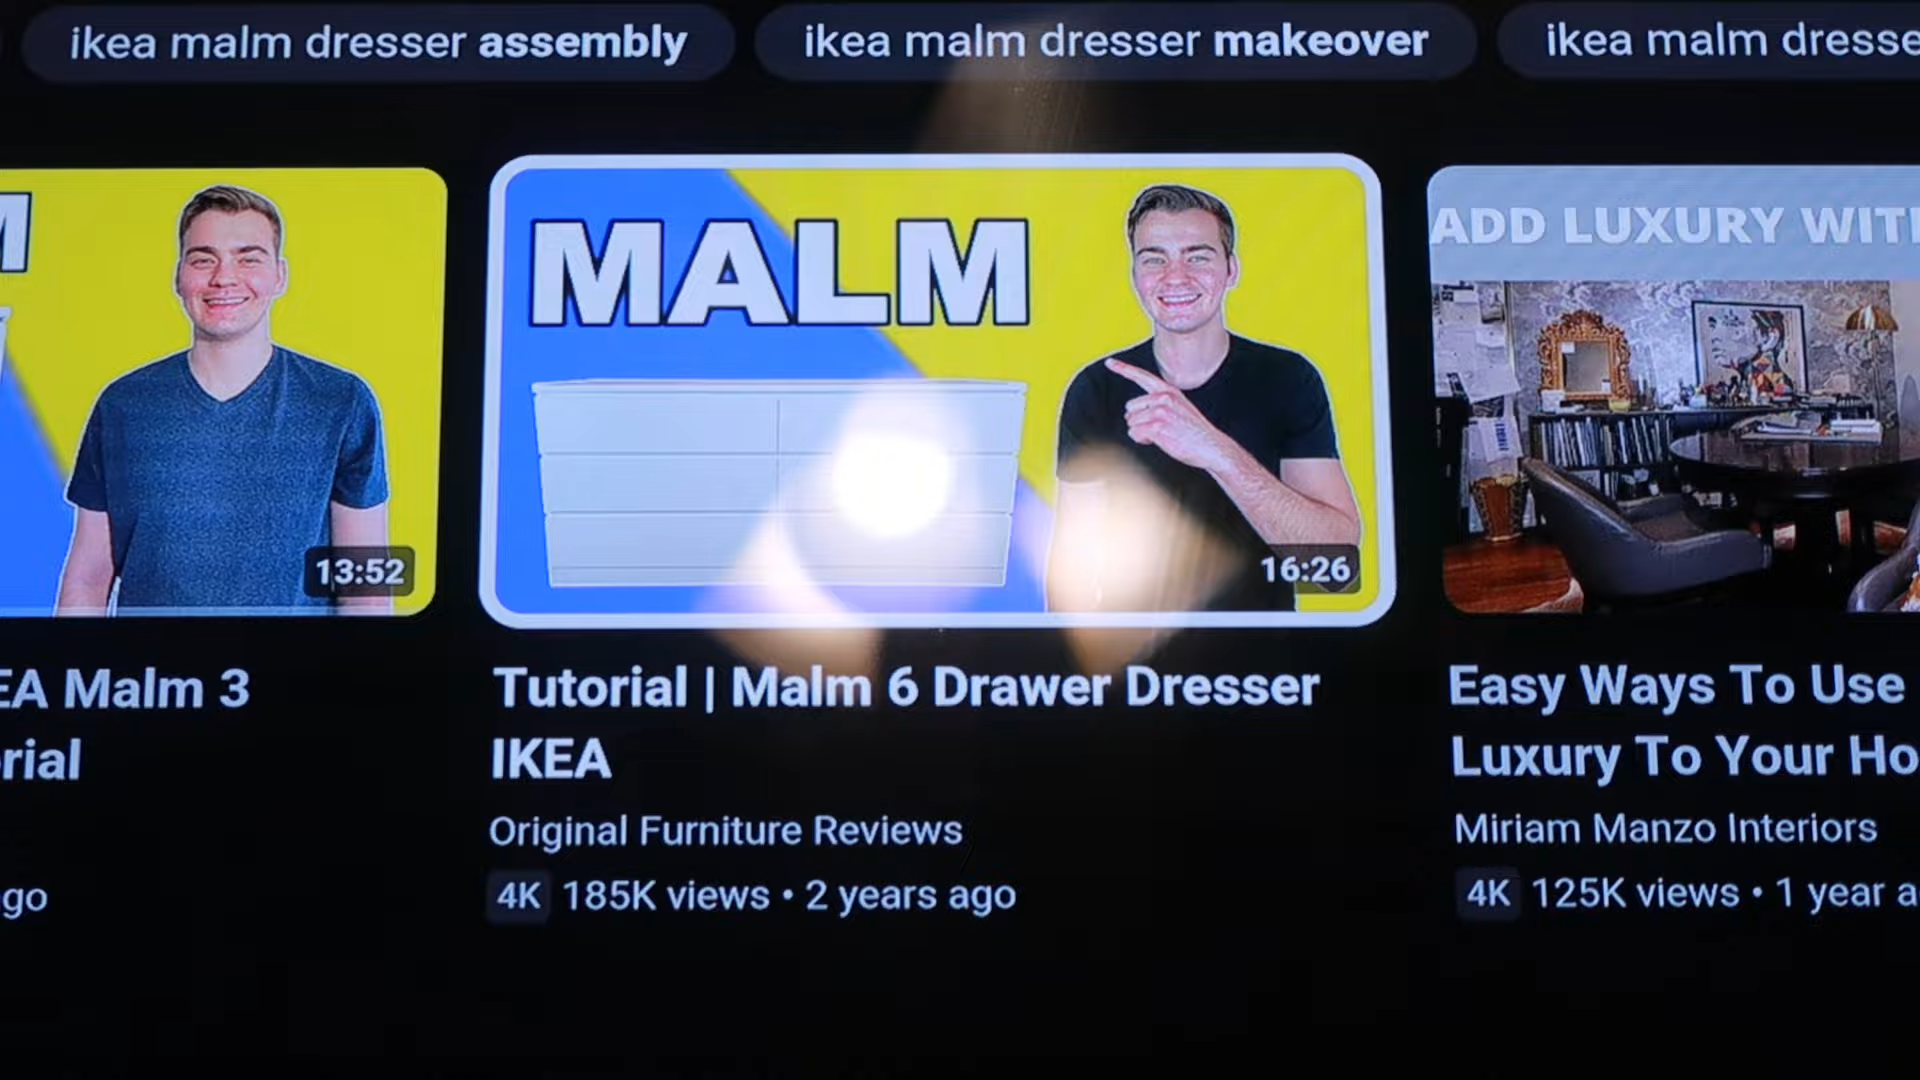 ikea malm dresser assembly
ikea malm dresser makeover
ikea malm dresse
M
13:52
EA Malm 3
rial
go
MALM
16:26
Tutorial | Malm 6 Drawer Dresser
IKEA
Original Furniture Reviews
4K 185K views • 2 years ago
ADD LUXURY WIT
Easy Ways To Use
Luxury To Your Ho
Miriam Manzo Interiors
4K 125K views • 1 year a